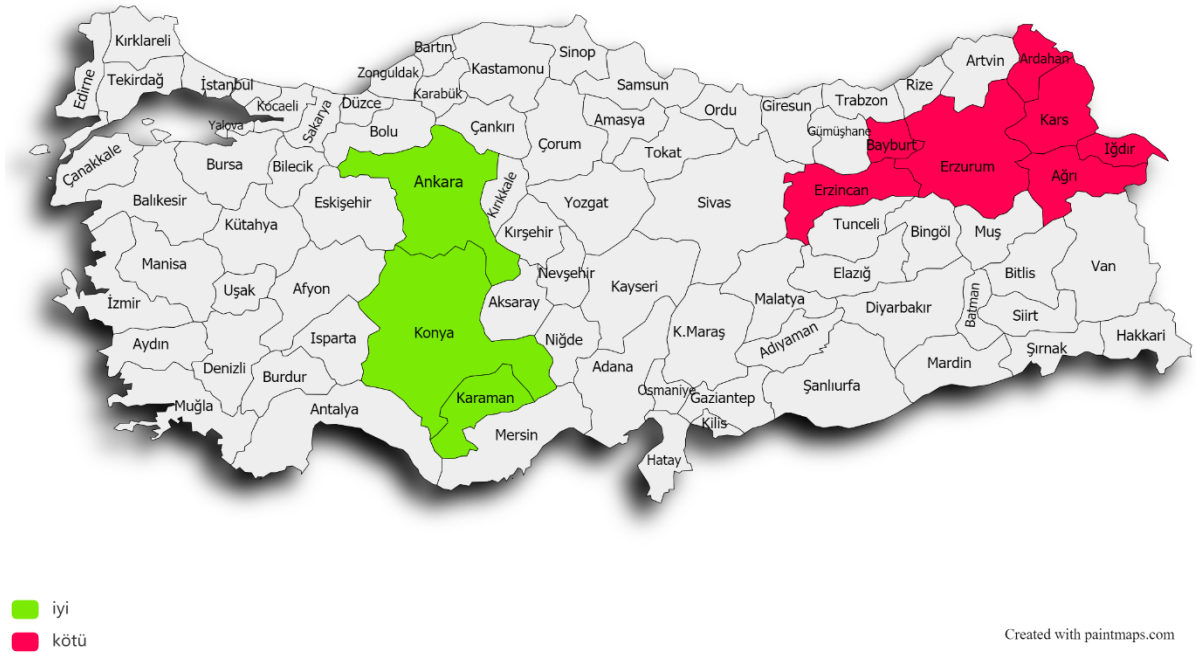 Kırklareli
Edirne
Tekirdağ
İstanbul
Kocaeli
Yalova
Sakarya
Düzce
Zonguldak
Bartın
Karabük
Kastamonu
Sinop
Samsun
Ordu
Giresun
Trabzon
Rize
Artvin
Ardahan
Çanakkale
Bursa
Bilecik
Bolu
Çankırı
Çorum
Amasya
Tokat
Gümüşhane
Bayburt
Kars
Iğdır
Balıkesir
Kütahya
Eskişehir
Ankara
Kırıkkale
Yozgat
Sivas
Erzincan
Erzurum
Ağrı
Manisa
Uşak
Afyon
Kırşehir
Nevşehir
Kayseri
Tunceli
Bingöl
Muş
İzmir
Aydın
Denizli
Isparta
Burdur
Konya
Aksaray
Niğde
Malatya
Elazığ
Diyarbakır
Batman
Bitlis
Siirt
Van
Muğla
Antalya
Karaman
Mersin
Adana
K.Maraş
Osmaniye
Gaziantep
Kilis
Hatay
Adıyaman
Şanlıurfa
Mardin
Şırnak
Hakkari
iyi
kötü
Created with paintmaps.com